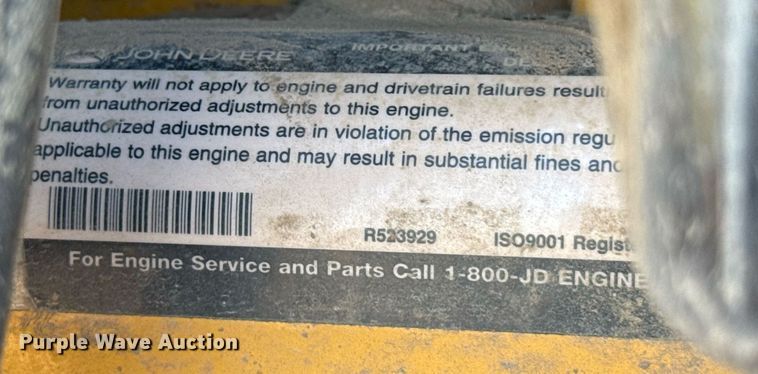 JOHN DEERE IMPORTANT
Warranty will not apply to engine and drivetrain failures result
from unauthorized adjustments to this engine.
Unauthorized adjustments are in violation of the emission regu
applicable to this engine and may result in substantial fines and
penalties.
R523929 ISO9001 Regist
For Engine Service and Parts Call 1-800-JD ENGINE
Purple Wave Auction